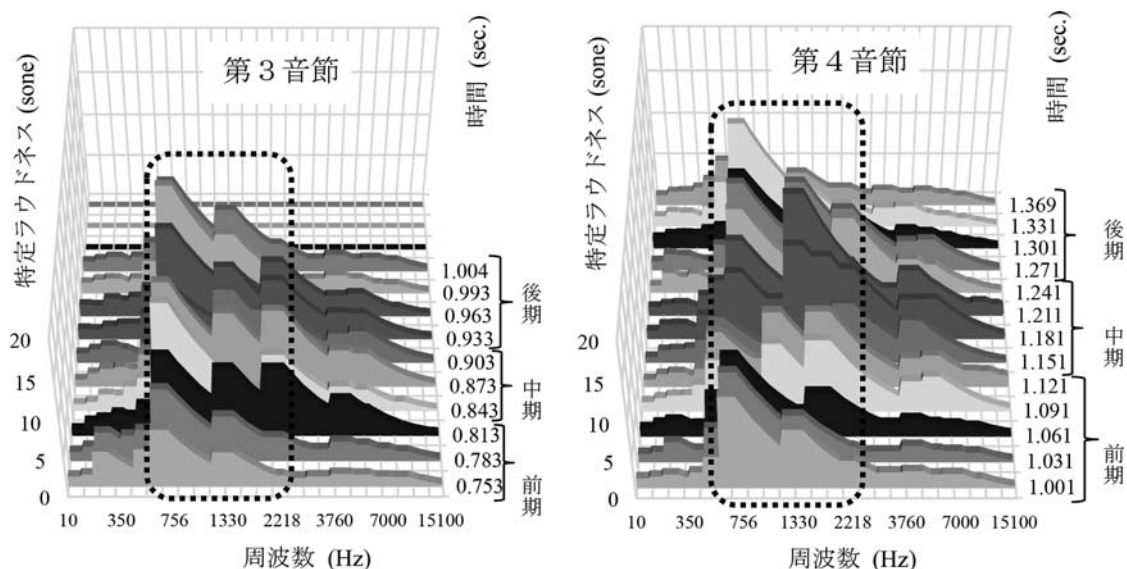 第３音節
特定ラウドネス (sone)
時間 (sec.)
20
15
10
5
0
1.004
0.993
0.963
0.933
0.903
0.873
0.843
0.813
0.783
0.753
後期
中期
前期
10 350 756 1330 2218 3760 7000 15100
周波数 (Hz)
第４音節
特定ラウドネス (sone)
時間 (sec.)
20
15
10
5
0
1.369
1.331
1.301
1.271
1.241
1.211
1.181
1.151
1.121
1.091
1.061
1.031
1.001
後期
中期
前期
10 350 756 1330 2218 3760 7000 15100
周波数 (Hz)